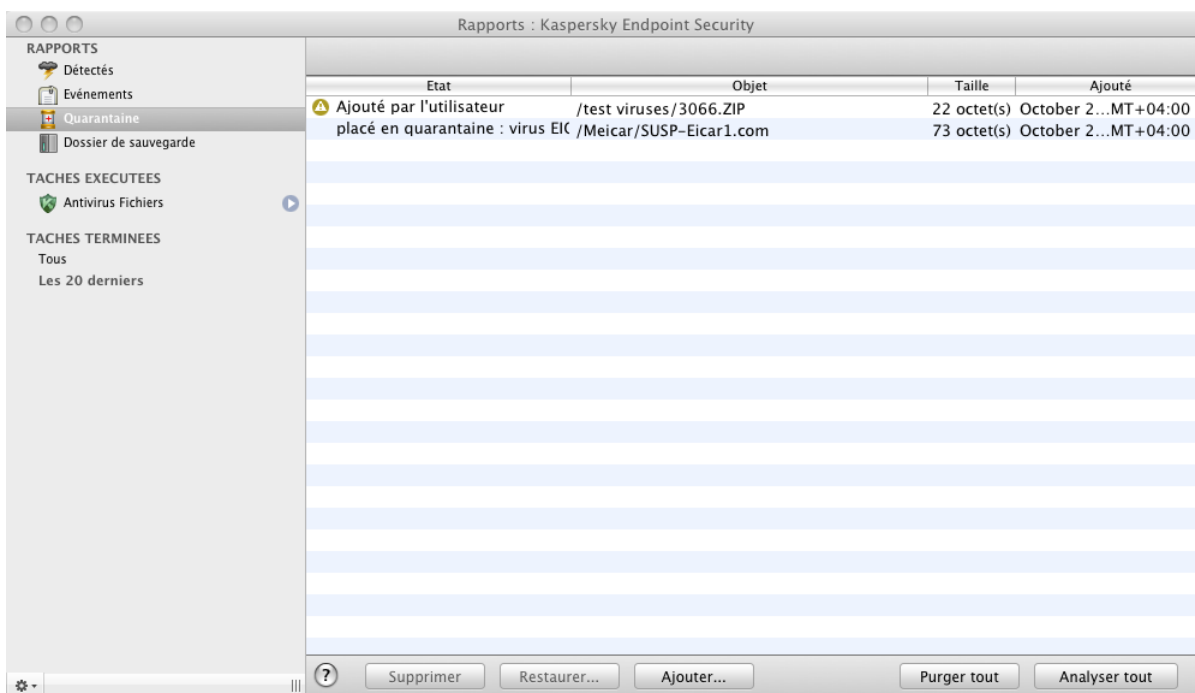 Rapports : Kaspersky Endpoint Security
RAPPORTS
Détectés
Evénements
Quarantaine
Dossier de sauvegarde
TACHES EXECUTEES
Antivirus Fichiers
TACHES TERMINEES
Tous
Les 20 derniers
Etat Objet Taille Ajouté
Ajouté par l'utilisateur /test viruses/3066.ZIP 22 octet(s) October 2...MT+04:00
placé en quarantaine : virus EIC /Meicar/SUSP-Eicar1.com 73 octet(s) October 2...MT+04:00
? Supprimer Restaurer... Ajouter... Purger tout Analyser tout